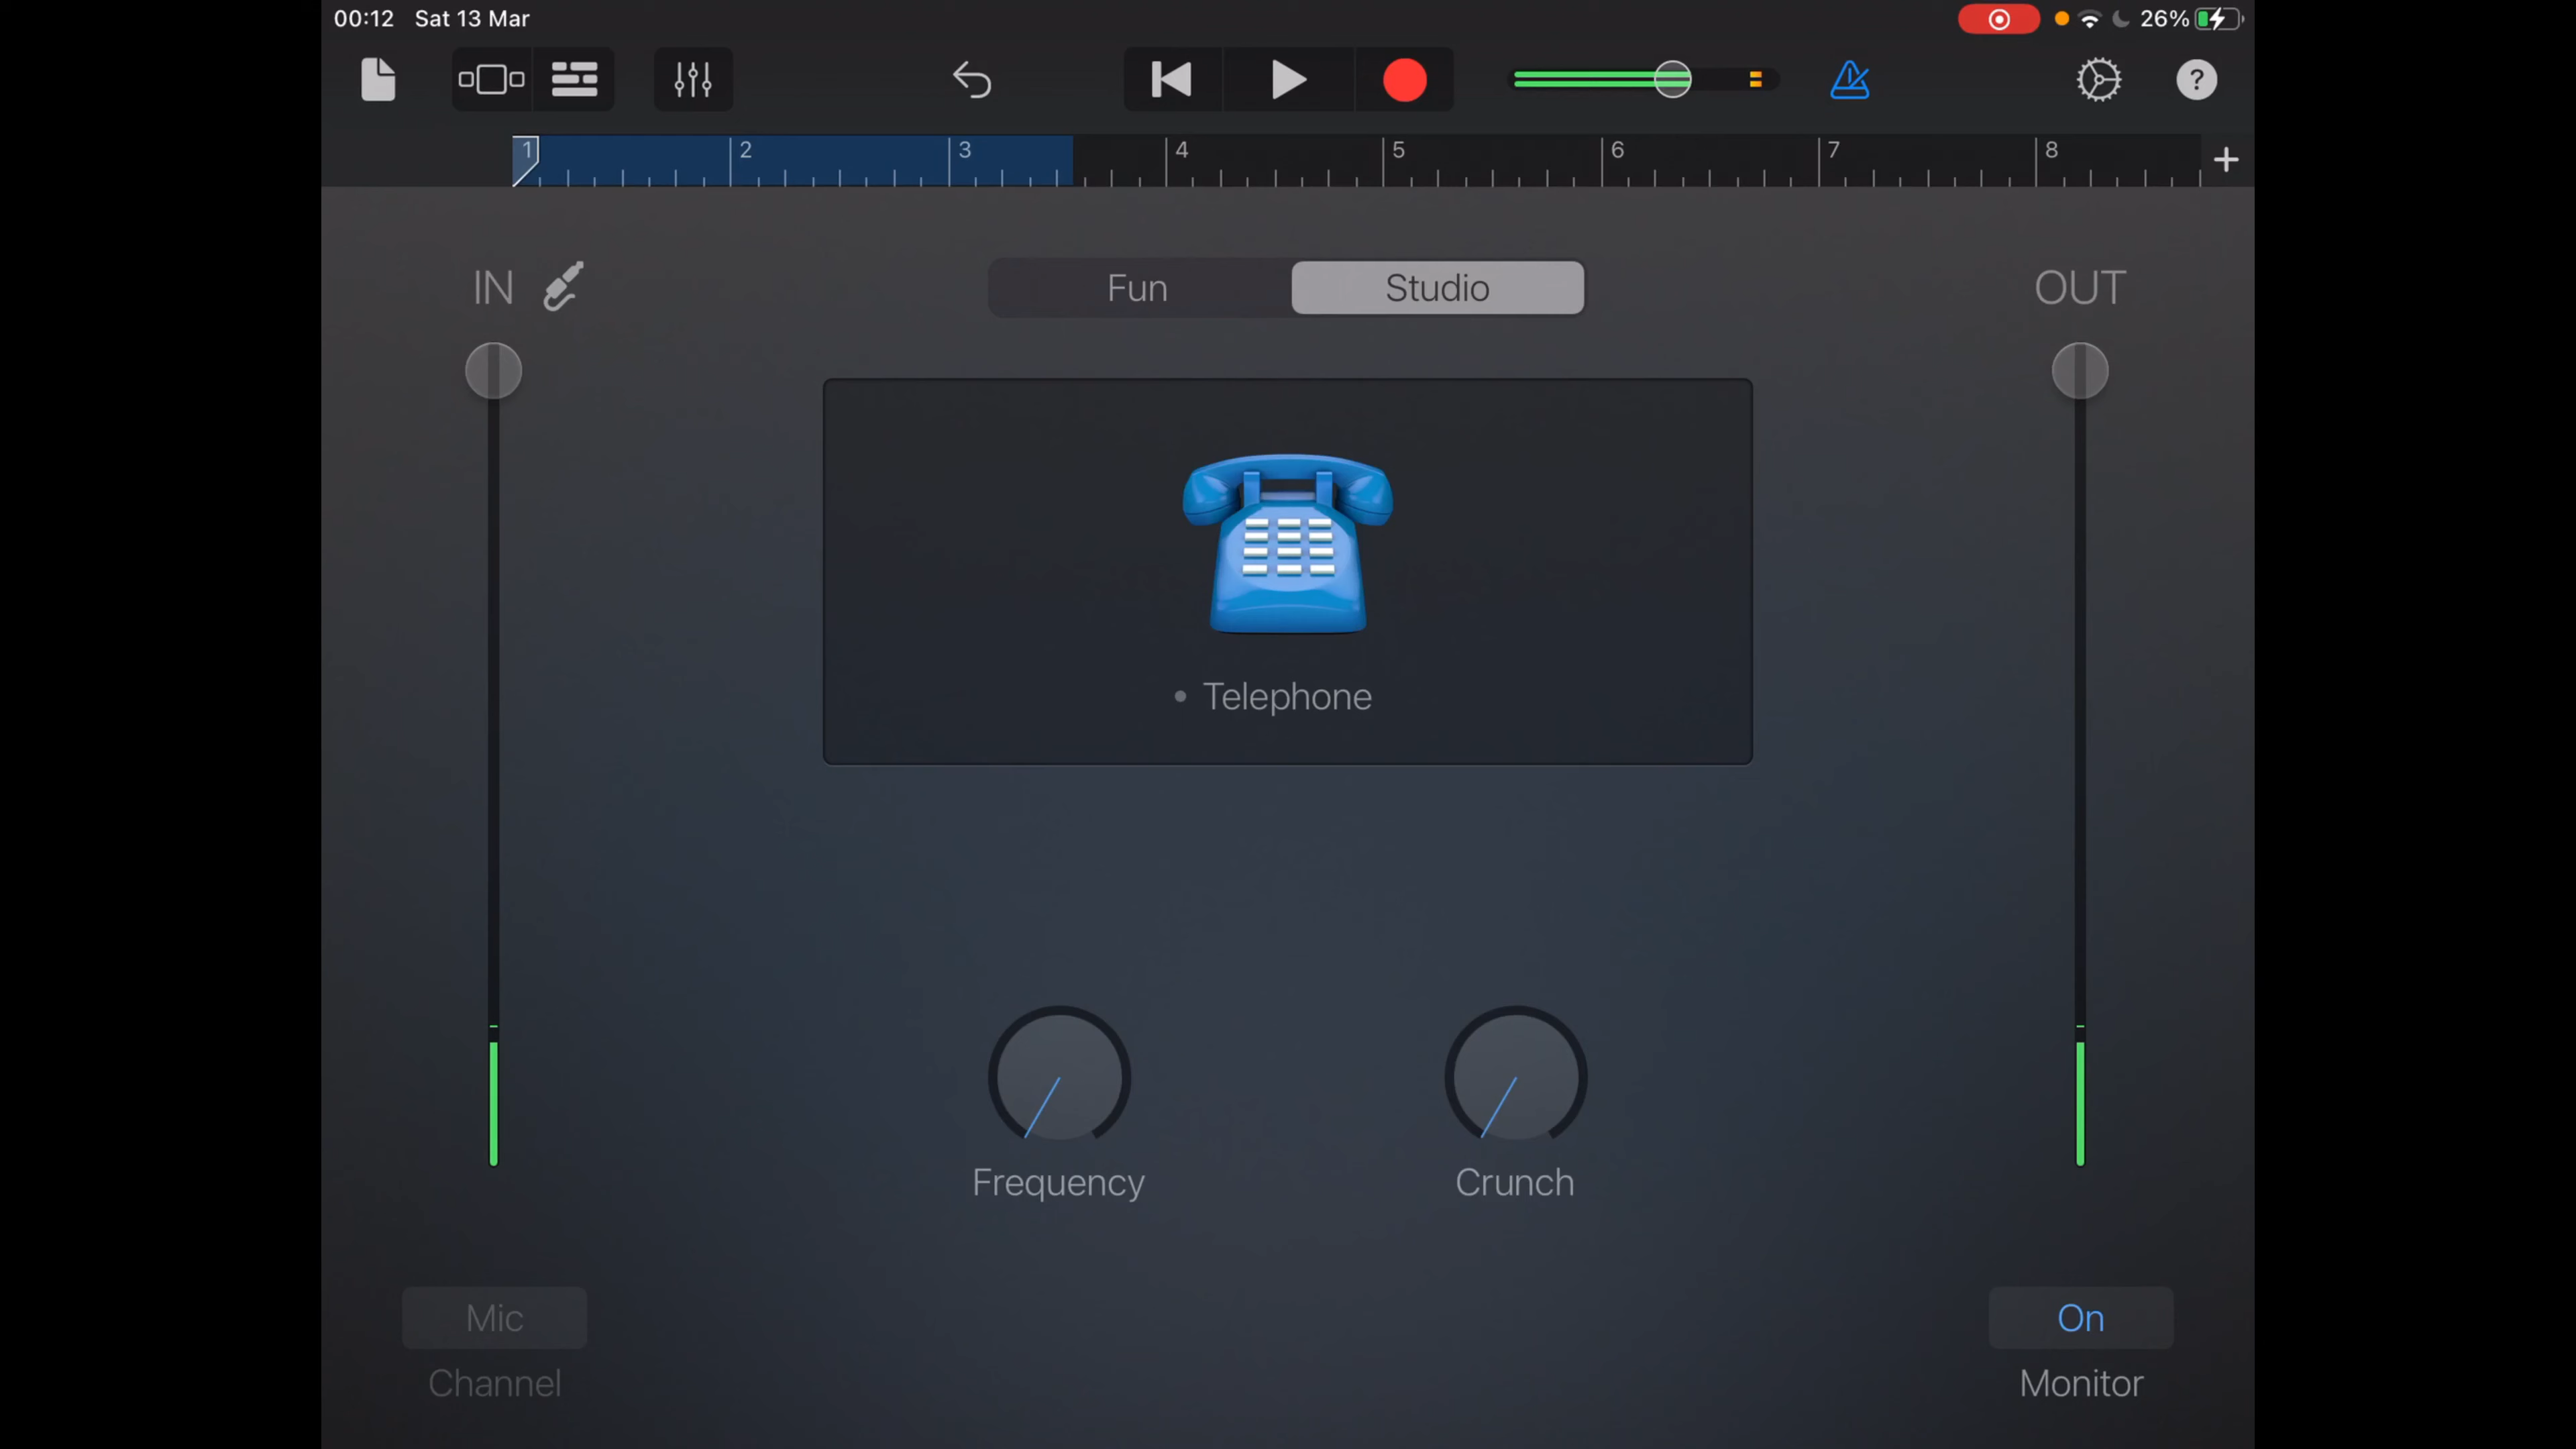 00:12 Sat 13 Mar 26%
?
1 2 3 4 5 6 7 8 +
IN Fun Studio OUT
Telephone
Frequency Crunch
Mic On
Channel Monitor